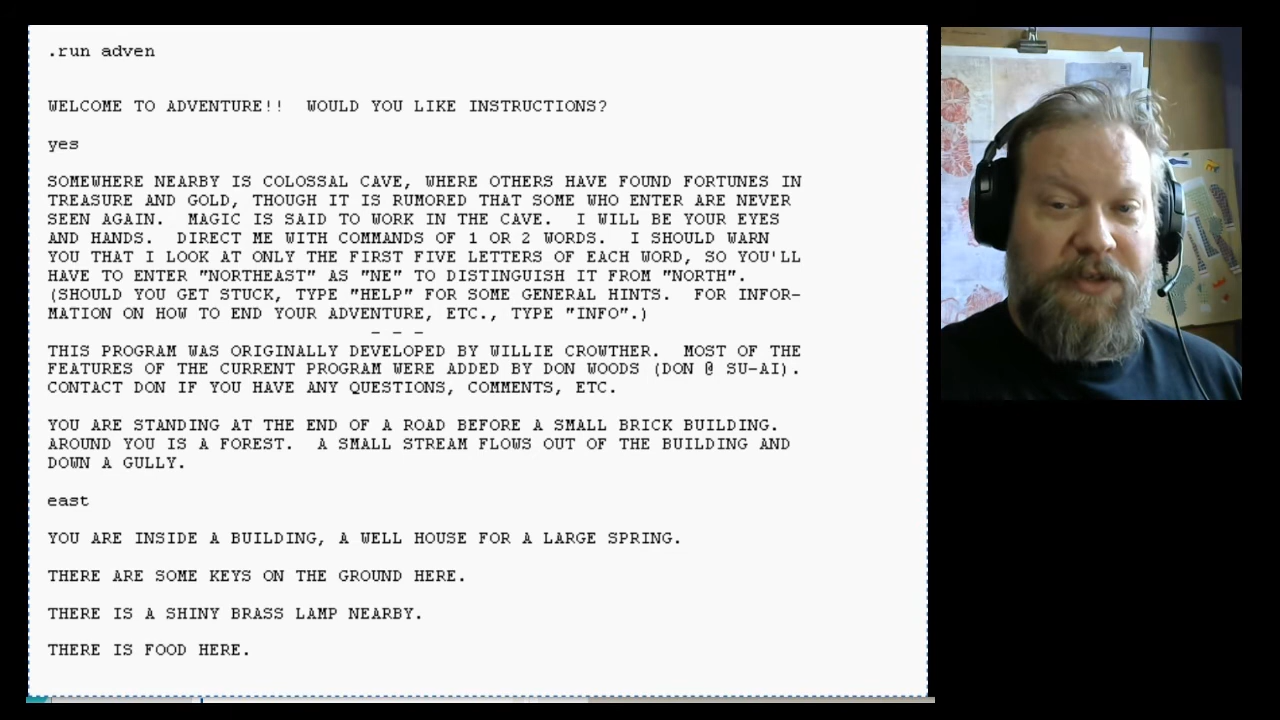 .run adven
WELCOME TO ADVENTURE!!  WOULD YOU LIKE INSTRUCTIONS?
yes
SOMEWHERE NEARBY IS COLOSSAL CAVE, WHERE OTHERS HAVE FOUND FORTUNES IN
TREASURE AND GOLD, THOUGH IT IS RUMORED THAT SOME WHO ENTER ARE NEVER
SEEN AGAIN.  MAGIC IS SAID TO WORK IN THE CAVE.  I WILL BE YOUR EYES
AND HANDS.  DIRECT ME WITH COMMANDS OF 1 OR 2 WORDS.  I SHOULD WARN
YOU THAT I LOOK AT ONLY THE FIRST FIVE LETTERS OF EACH WORD, SO YOU'LL
HAVE TO ENTER "NORTHEAST" AS "NE" TO DISTINGUISH IT FROM "NORTH".
(SHOULD YOU GET STUCK, TYPE "HELP" FOR SOME GENERAL HINTS.  FOR INFOR-
MATION ON HOW TO END YOUR ADVENTURE, ETC., TYPE "INFO".)
- - -
THIS PROGRAM WAS ORIGINALLY DEVELOPED BY WILLIE CROWTHER.  MOST OF THE
FEATURES OF THE CURRENT PROGRAM WERE ADDED BY DON WOODS (DON @ SU-AI).
CONTACT DON IF YOU HAVE ANY QUESTIONS, COMMENTS, ETC.
YOU ARE STANDING AT THE END OF A ROAD BEFORE A SMALL BRICK BUILDING.
AROUND YOU IS A FOREST.  A SMALL STREAM FLOWS OUT OF THE BUILDING AND
DOWN A GULLY.
east
YOU ARE INSIDE A BUILDING, A WELL HOUSE FOR A LARGE SPRING.
THERE ARE SOME KEYS ON THE GROUND HERE.
THERE IS A SHINY BRASS LAMP NEARBY.
THERE IS FOOD HERE.